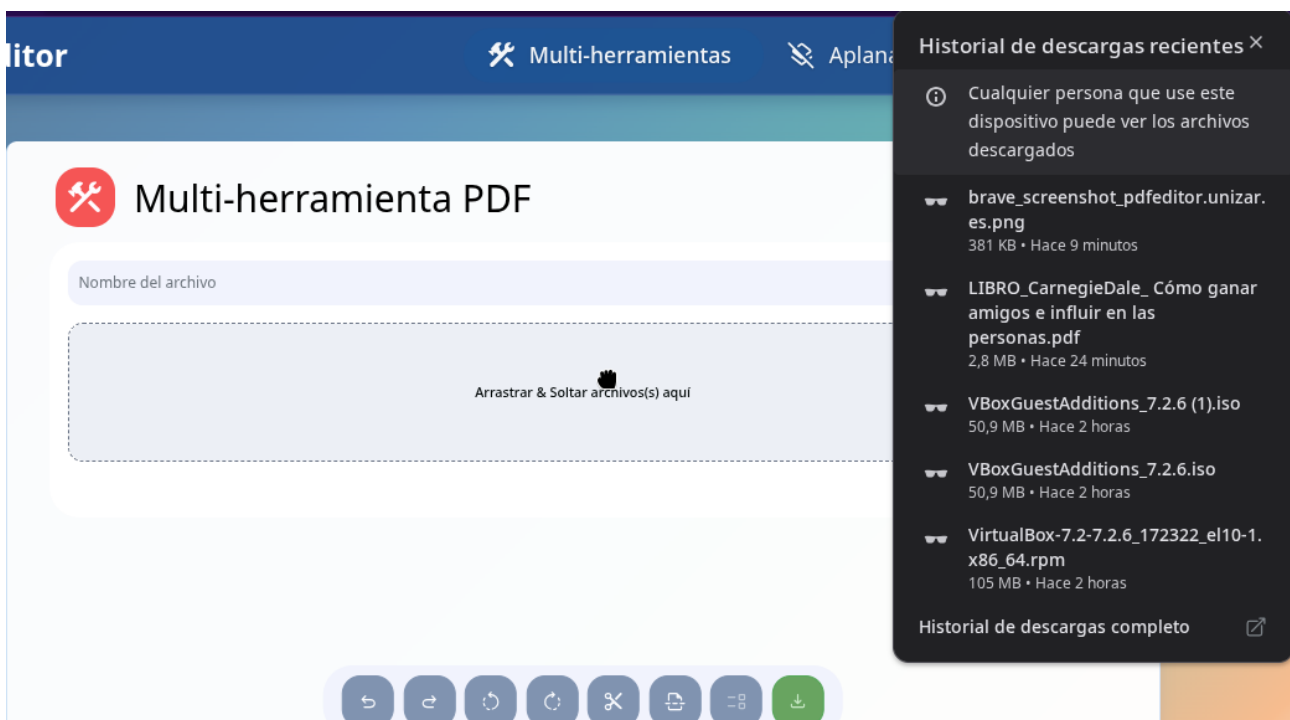 litor
Multi-herramientas
Aplana
Multi-herramienta PDF
Nombre del archivo
Arrastrar & Soltar archivos(s) aquí
Historial de descargas recientes
Cualquier persona que use este
dispositivo puede ver los archivos
descargados
brave_screenshot_pdfeditor.unizar.
es.png
381 KB • Hace 9 minutos
LIBRO_CarnegieDale_ Cómo ganar
amigos e influir en las
personas.pdf
2,8 MB • Hace 24 minutos
VBoxGuestAdditions_7.2.6 (1).iso
50,9 MB • Hace 2 horas
VBoxGuestAdditions_7.2.6.iso
50,9 MB • Hace 2 horas
VirtualBox-7.2-7.2.6_172322_el10-1.
x86_64.rpm
105 MB • Hace 2 horas
Historial de descargas completo